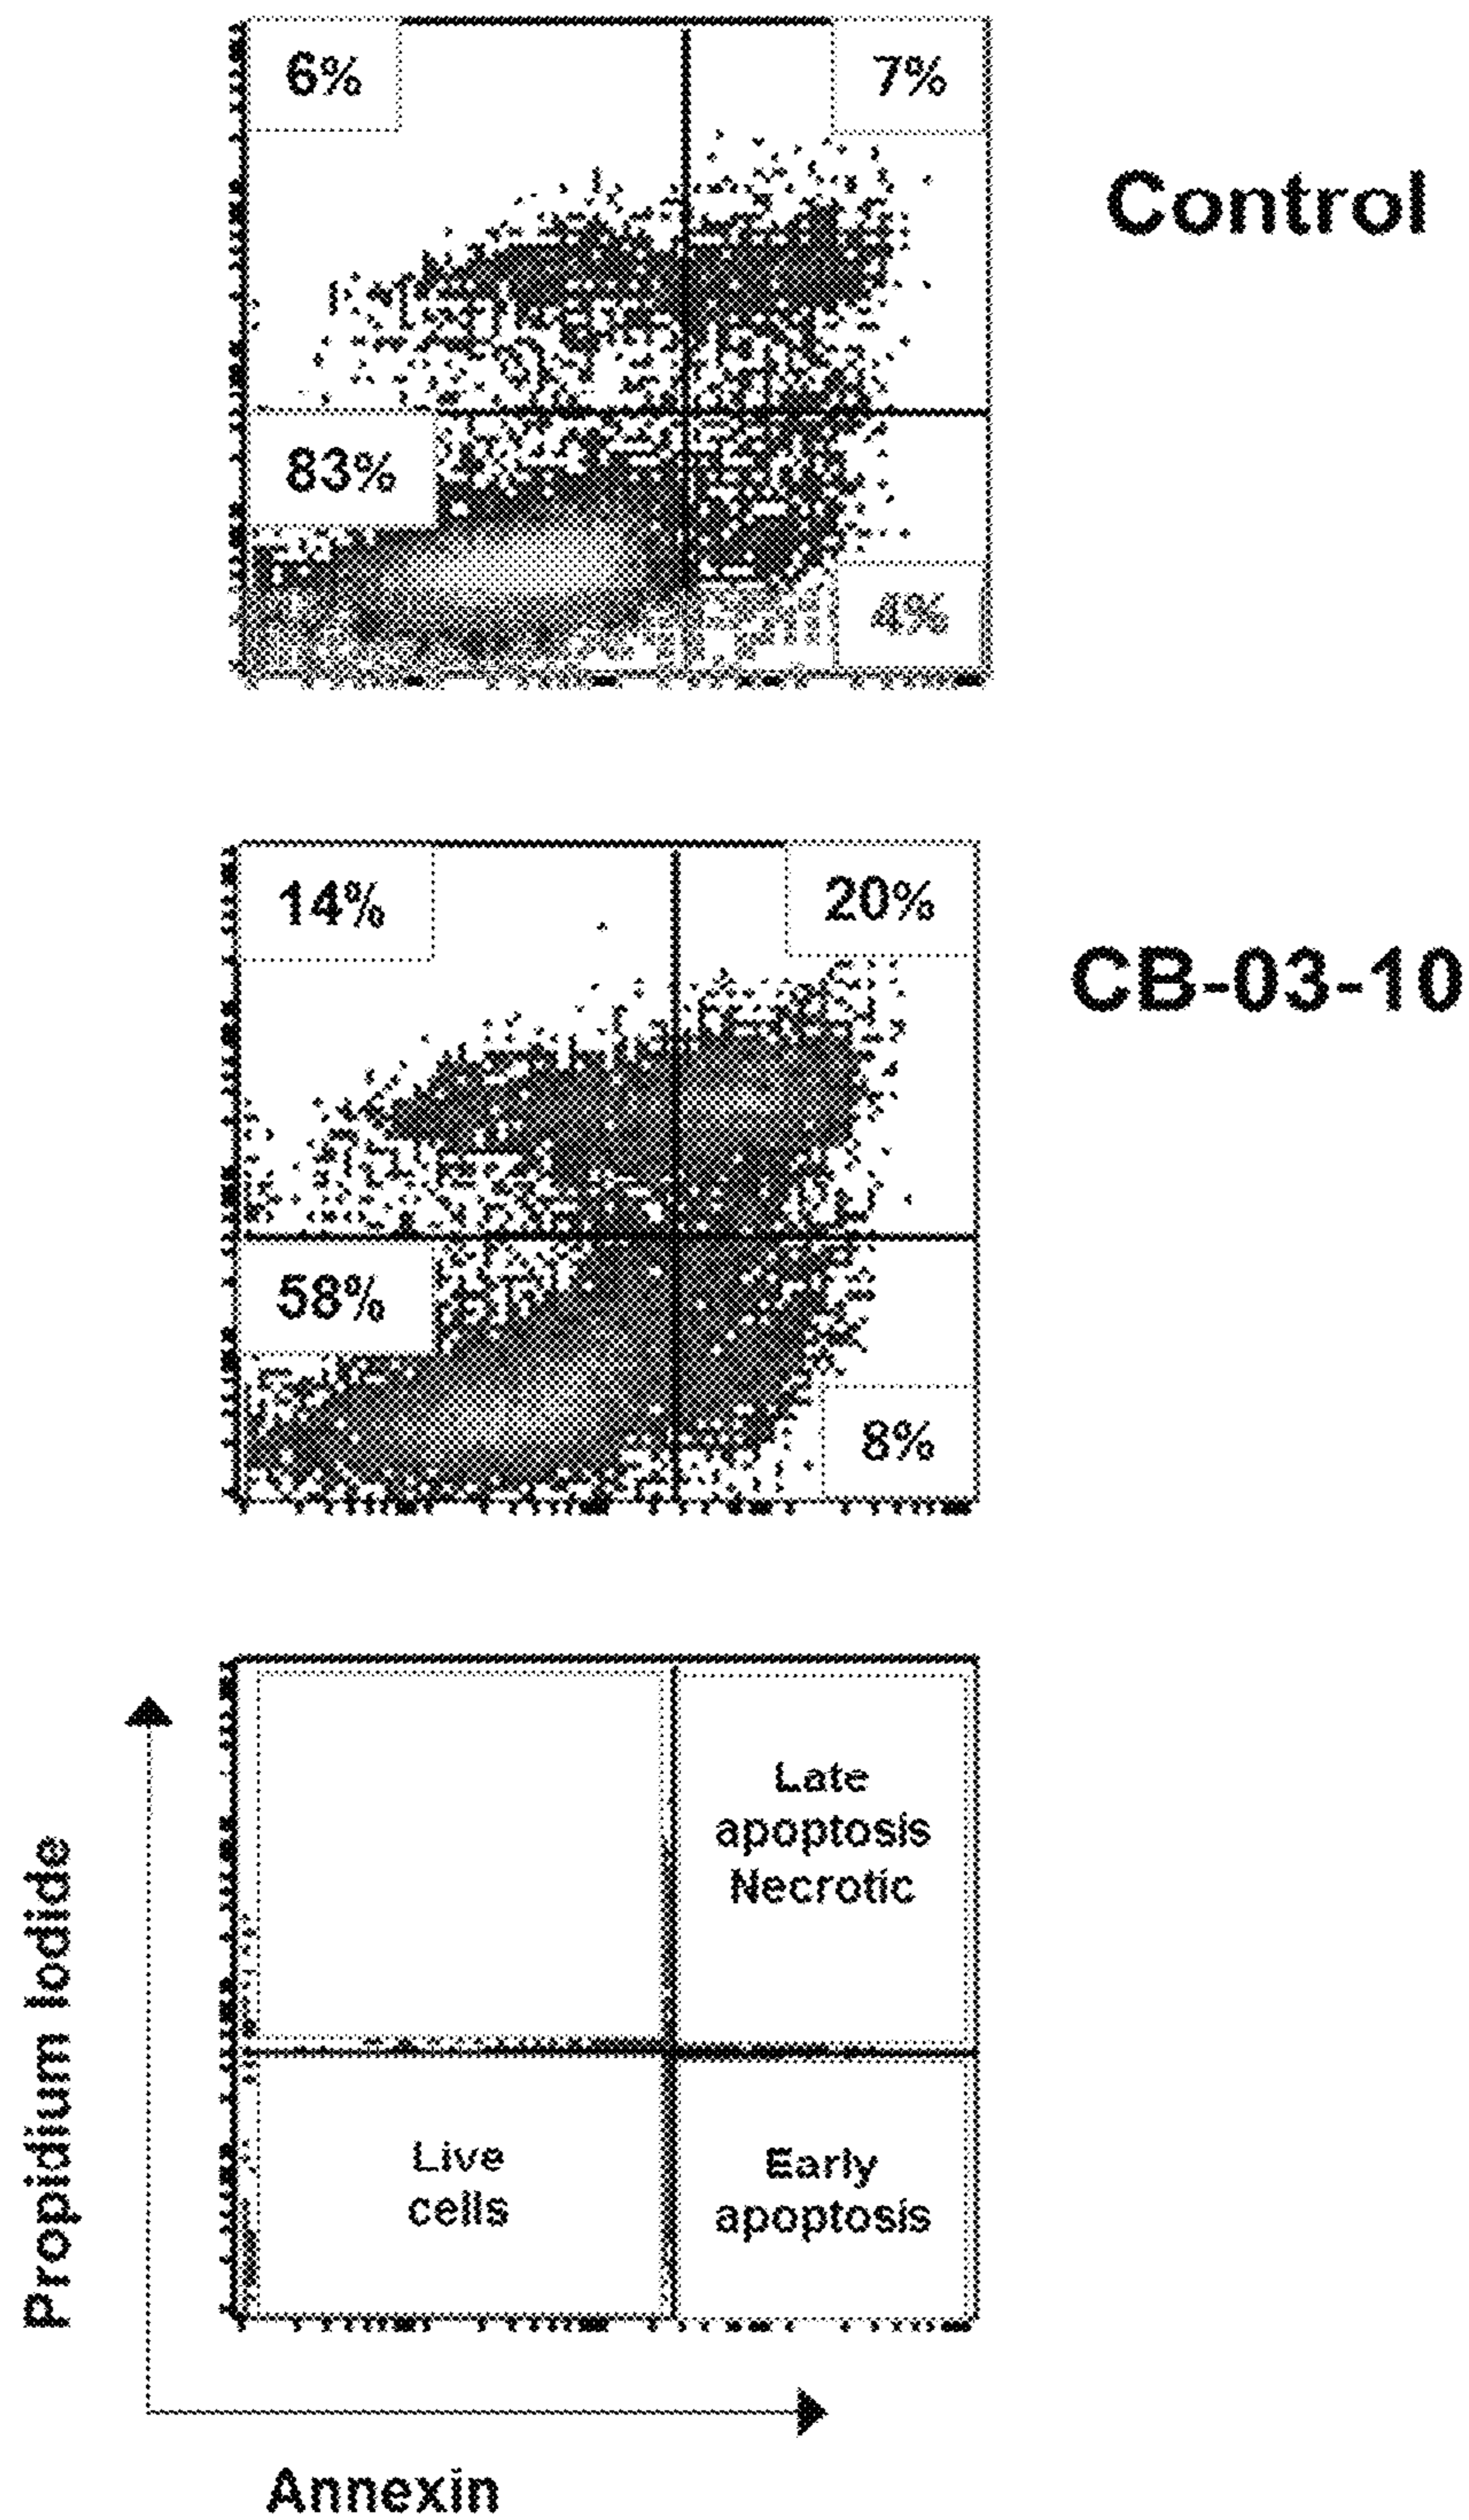 6%
7%
Control
83%
4%
14%
20%
CB-03-10
58%
8%
Late
apoptosis
Necrotic
Propidium Iodide
Live
cells
Early
apoptosis
Annexin